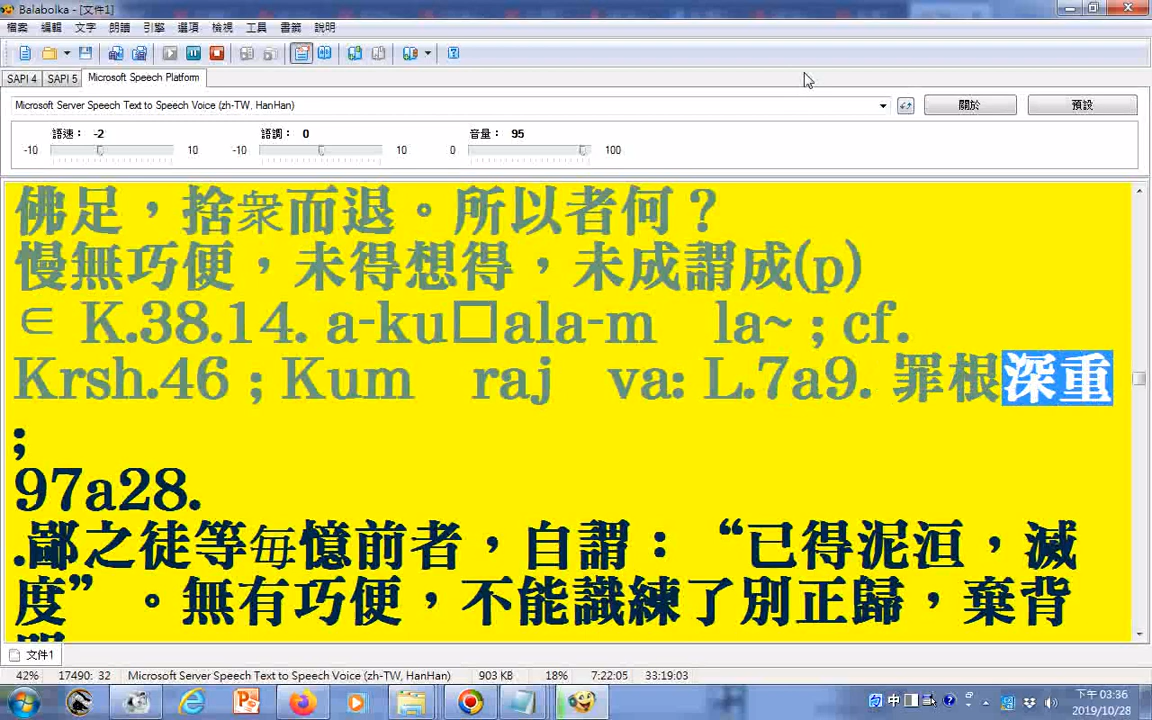 Balabolka - [文件1]
檔案 編輯 文字 朗讀 引擎 選項 檢視 工具 書籤 說明
SAPI 4 SAPI 5 Microsoft Speech Platform
Microsoft Server Speech Text to Speech Voice (zh-TW, HanHan) 關於 預設
語速： -2 語調： 0 音量： 95
-10 10 -10 10 0 100
佛足，捨衆而退。所以者何？
慢無巧便，未得想得，未成謂成(p)
∈ K.38.14. a-ku□ala-m la~ ; cf.
Krsh.46 ; Kum raj va: L.7a9. 罪根深重
;
97a28.
.鄙之徒等每憶前者，自謂：“已得泥洹，滅
度”。無有巧便，不能識練了別正歸，棄背
文件1
42% 17490: 32 Microsoft Server Speech Text to Speech Voice (zh-TW, HanHan) 903 KB 18% 7:22:05 33:19:03
中
下午 03:36
2019/10/28